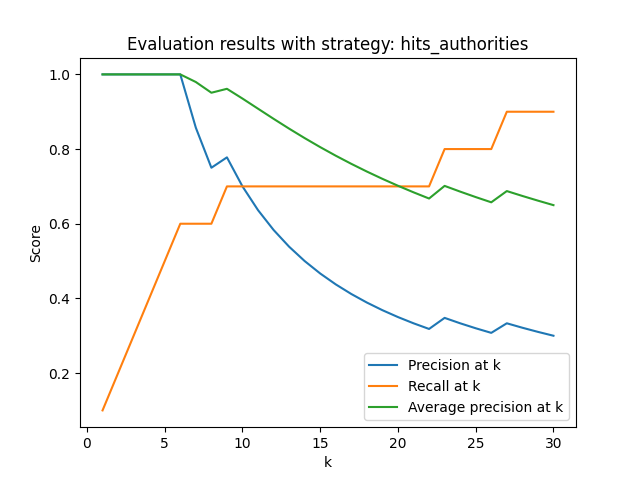 Evaluation results with strategy: hits_authorities
1.0
0.8
0.6
0.4
0.2
Score
0
5
10
15
20
25
30
k
Precision at k
Recall at k
Average precision at k